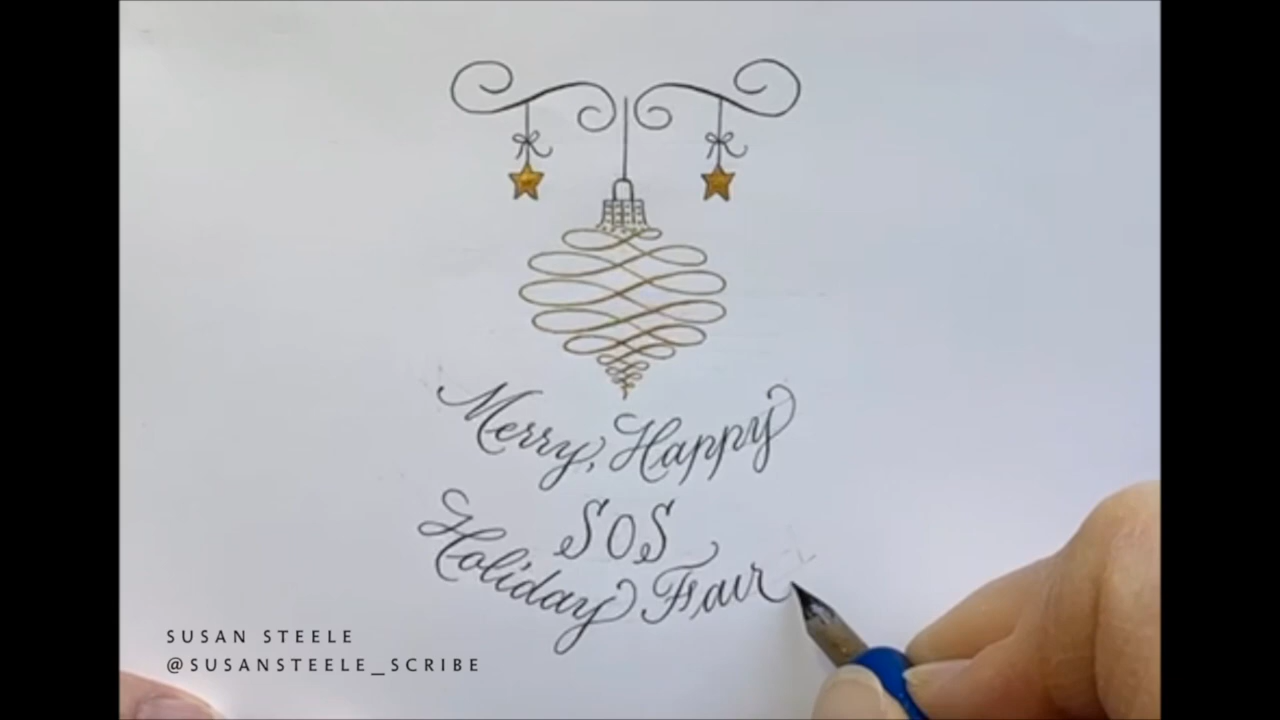 Merry, Happy
SOS
Holiday Fair
SUSAN STEELE
@SUSANSTEELE_SCRIBE